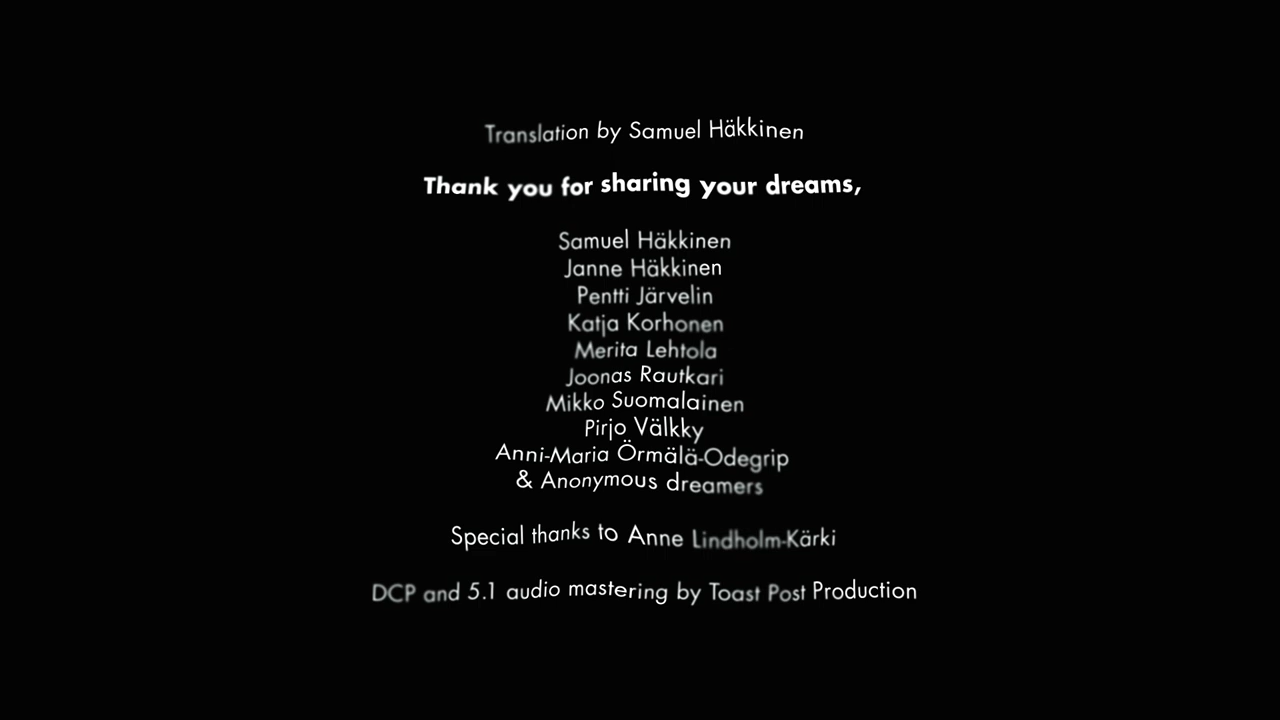 Translation by Samuel Häkkinen
Thank you for sharing your dreams,
Samuel Häkkinen
Janne Häkkinen
Pentti Järvelin
Katja Korhonen
Merita Lehtola
Joonas Rautkari
Mikko Suomalainen
Pirjo Välkky
Anni-Maria Örmälä-Odegrip
& Anonymous dreamers
Special thanks to Anne Lindholm-Kärki
DCP and 5.1 audio mastering by Toast Post Production